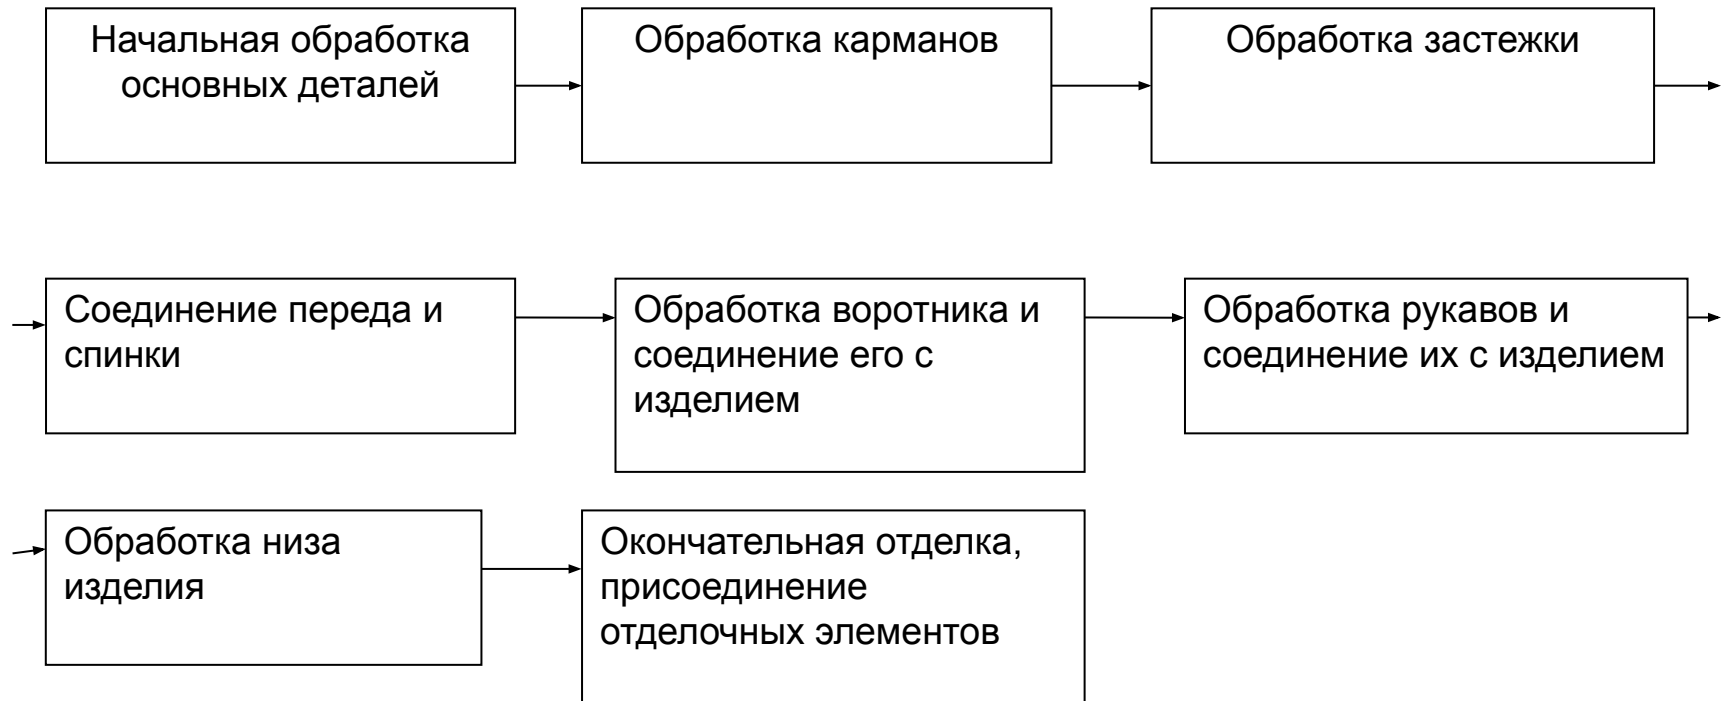 Начальная обработка
основных деталей
Обработка карманов
Обработка застежки
Соединение переда и
спинки
Обработка воротника и
соединение его с
изделием
Обработка рукавов и
соединение их с изделием
Обработка низа
изделия
Окончательная отделка,
присоединение
отделочных элементов